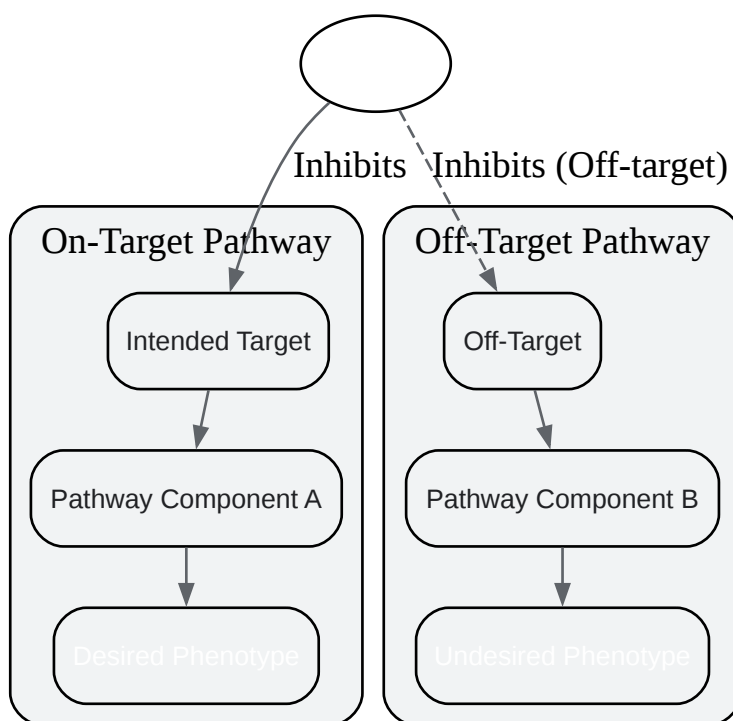 Inhibits
Inhibits (Off-target)
On-Target Pathway
Intended Target
Pathway Component A
Desired Phenotype
Off-Target Pathway
Off-Target
Pathway Component B
Undesired Phenotype